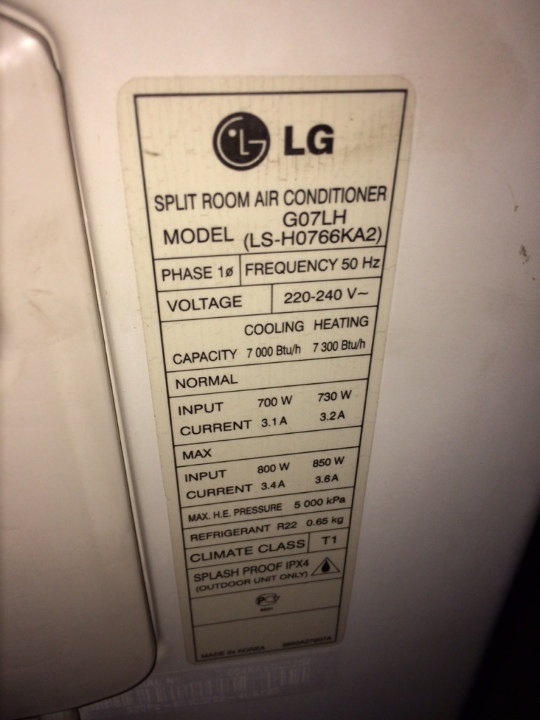 LG
SPLIT ROOM AIR CONDITIONER
MODEL G07LH
(LS-H0766KA2)
PHASE 1ø FREQUENCY 50 Hz
VOLTAGE 220-240 V~
COOLING HEATING
CAPACITY 7 000 Btu/h 7 300 Btu/h
NORMAL
INPUT 700 W 730 W
CURRENT 3.1 A 3.2 A
MAX
INPUT 800 W 850 W
CURRENT 3.4 A 3.6 A
MAX. H.E. PRESSURE 5 000 kPa
REFRIGERANT R22 0.65 kg
CLIMATE CLASS T1
SPLASH PROOF IPX4
(OUTDOOR UNIT ONLY)
MADE IN KOREA